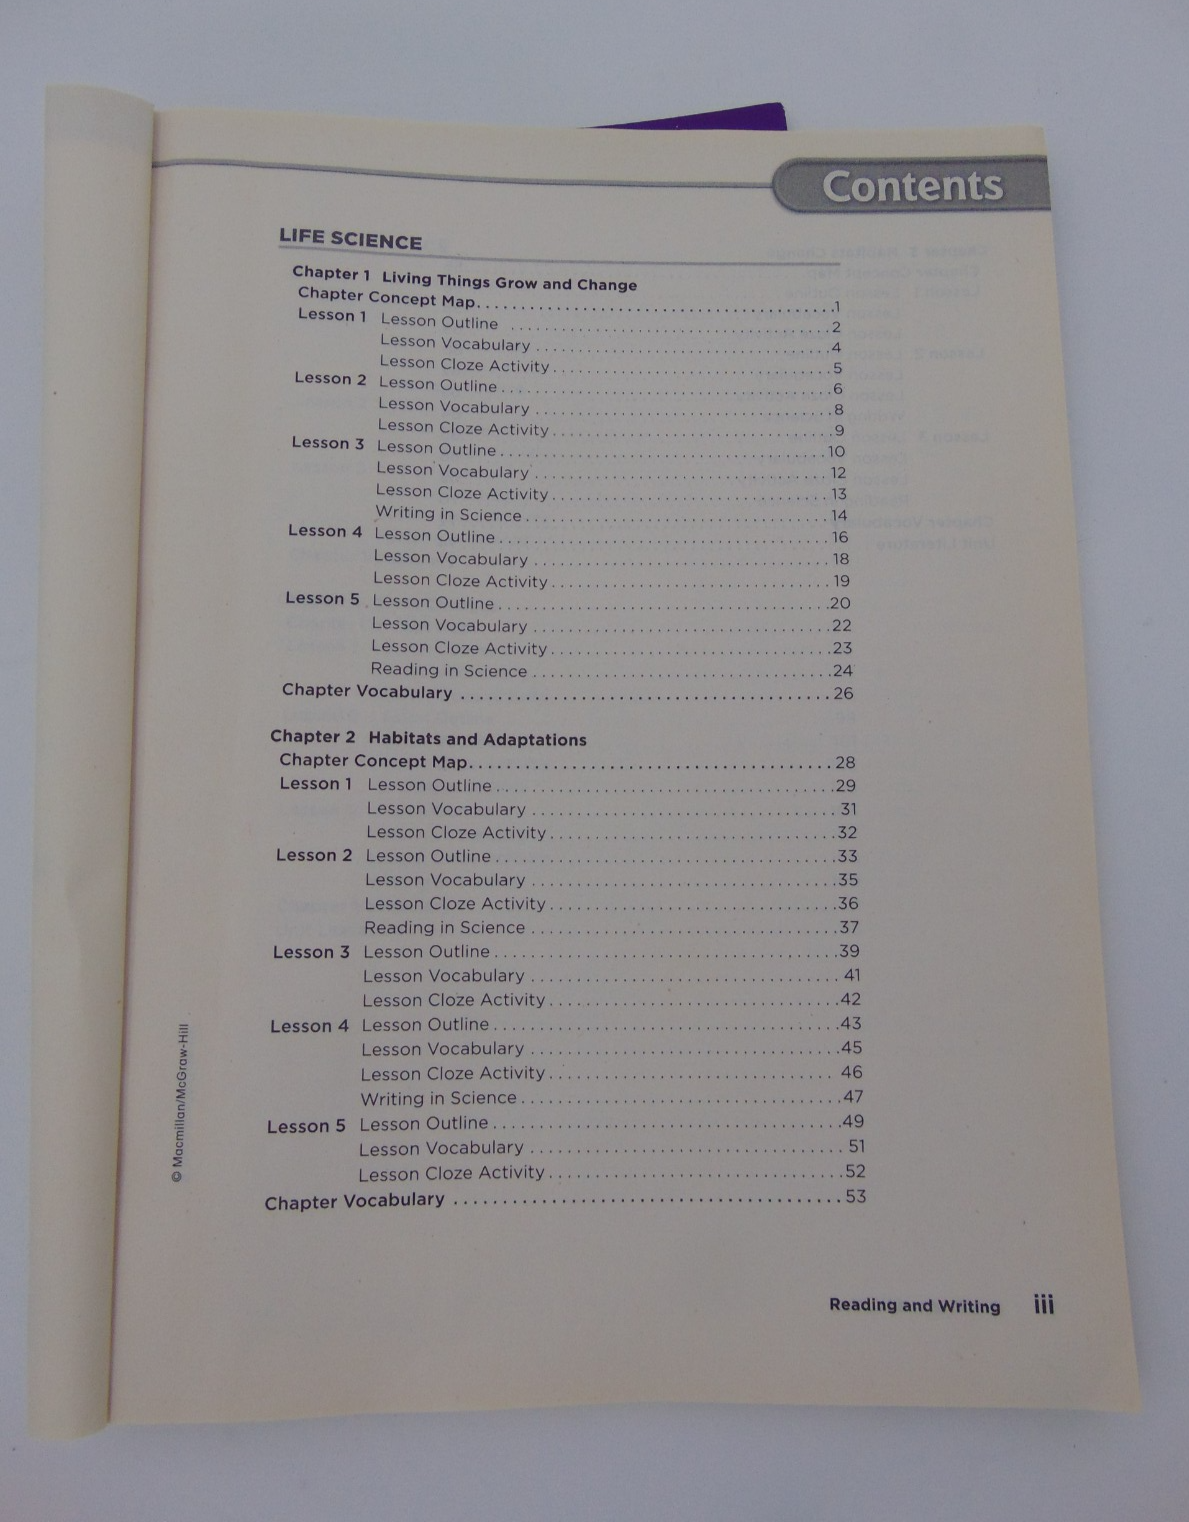 Contents
LIFE SCIENCE
Chapter 1 Living Things Grow and Change
Chapter Concept Map. . . . . . . . . . . . . . . . . . . . . . . . . . . . . . . . . . . . .1
Lesson 1 Lesson Outline . . . . . . . . . . . . . . . . . . . . . . . . . . . . . . . . . 2
Lesson Vocabulary . . . . . . . . . . . . . . . . . . . . . . . . . . . . . . .4
Lesson Cloze Activity. . . . . . . . . . . . . . . . . . . . . . . . . . . . . 5
Lesson 2 Lesson Outline . . . . . . . . . . . . . . . . . . . . . . . . . . . . . . . . . .6
Lesson Vocabulary . . . . . . . . . . . . . . . . . . . . . . . . . . . . . . .8
Lesson Cloze Activity. . . . . . . . . . . . . . . . . . . . . . . . . . . . .9
Lesson 3 Lesson Outline . . . . . . . . . . . . . . . . . . . . . . . . . . . . . . . . . 10
Lesson Vocabulary . . . . . . . . . . . . . . . . . . . . . . . . . . . . . . 12
Lesson Cloze Activity. . . . . . . . . . . . . . . . . . . . . . . . . . . . 13
Writing in Science . . . . . . . . . . . . . . . . . . . . . . . . . . . . . . . 14
Lesson 4 Lesson Outline . . . . . . . . . . . . . . . . . . . . . . . . . . . . . . . . . 16
Lesson Vocabulary . . . . . . . . . . . . . . . . . . . . . . . . . . . . . . 18
Lesson Cloze Activity. . . . . . . . . . . . . . . . . . . . . . . . . . . . 19
Lesson 5 Lesson Outline . . . . . . . . . . . . . . . . . . . . . . . . . . . . . . . . .20
Lesson Vocabulary . . . . . . . . . . . . . . . . . . . . . . . . . . . . . .22
Lesson Cloze Activity. . . . . . . . . . . . . . . . . . . . . . . . . . . .23
Reading in Science . . . . . . . . . . . . . . . . . . . . . . . . . . . . . .24
Chapter Vocabulary . . . . . . . . . . . . . . . . . . . . . . . . . . . . . . . . . . . . . 26
Chapter 2 Habitats and Adaptations
Chapter Concept Map. . . . . . . . . . . . . . . . . . . . . . . . . . . . . . . . . . . . 28
Lesson 1 Lesson Outline . . . . . . . . . . . . . . . . . . . . . . . . . . . . . . . . . .29
Lesson Vocabulary . . . . . . . . . . . . . . . . . . . . . . . . . . . . . . 31
Lesson Cloze Activity. . . . . . . . . . . . . . . . . . . . . . . . . . . . .32
Lesson 2 Lesson Outline . . . . . . . . . . . . . . . . . . . . . . . . . . . . . . . . . .33
Lesson Vocabulary . . . . . . . . . . . . . . . . . . . . . . . . . . . . . . .35
Lesson Cloze Activity. . . . . . . . . . . . . . . . . . . . . . . . . . . . .36
Reading in Science . . . . . . . . . . . . . . . . . . . . . . . . . . . . . . .37
Lesson 3 Lesson Outline . . . . . . . . . . . . . . . . . . . . . . . . . . . . . . . . . .39
Lesson Vocabulary . . . . . . . . . . . . . . . . . . . . . . . . . . . . . . . 41
Lesson Cloze Activity. . . . . . . . . . . . . . . . . . . . . . . . . . . . .42
Lesson 4 Lesson Outline . . . . . . . . . . . . . . . . . . . . . . . . . . . . . . . . . .43
Lesson Vocabulary . . . . . . . . . . . . . . . . . . . . . . . . . . . . . . .45
Lesson Cloze Activity. . . . . . . . . . . . . . . . . . . . . . . . . . . . . 46
Writing in Science . . . . . . . . . . . . . . . . . . . . . . . . . . . . . . . .47
Lesson 5 Lesson Outline . . . . . . . . . . . . . . . . . . . . . . . . . . . . . . . . . .49
Lesson Vocabulary . . . . . . . . . . . . . . . . . . . . . . . . . . . . . . . 51
Lesson Cloze Activity. . . . . . . . . . . . . . . . . . . . . . . . . . . . . .52
Chapter Vocabulary . . . . . . . . . . . . . . . . . . . . . . . . . . . . . . . . . . . . . . .53
© Macmillan/McGraw-Hill
Reading and Writing iii